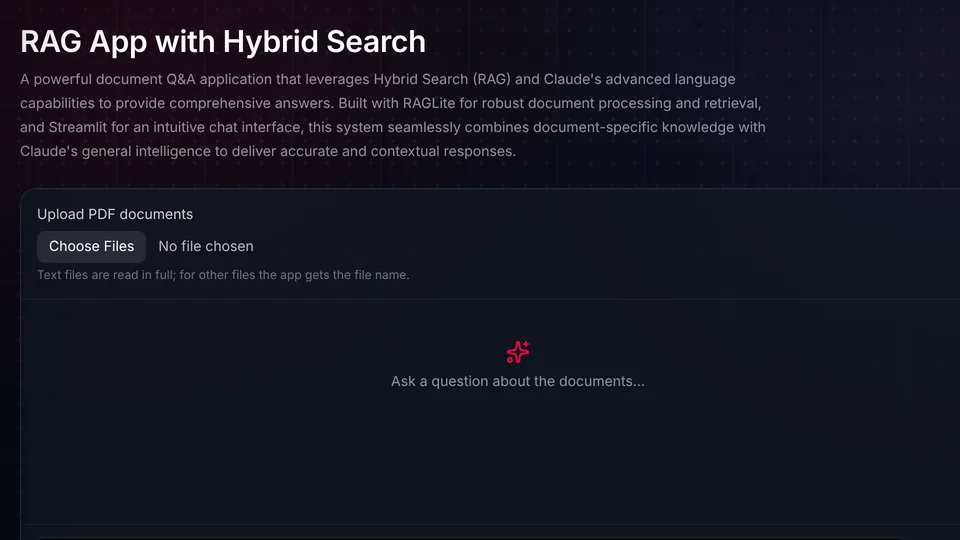 RAG App with Hybrid Search
A powerful document Q&A application that leverages Hybrid Search (RAG) and Claude's advanced language
capabilities to provide comprehensive answers. Built with RAGLite for robust document processing and retrieval,
and Streamlit for an intuitive chat interface, this system seamlessly combines document-specific knowledge with
Claude's general intelligence to deliver accurate and contextual responses.
Upload PDF documents
Choose Files No file chosen
Text files are read in full; for other files the app gets the file name.
Ask a question about the documents...